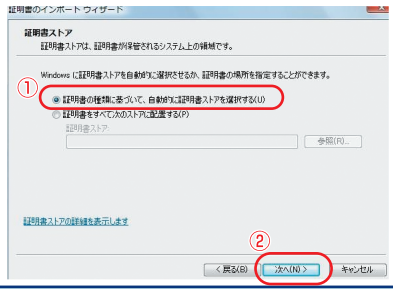 証明書のインポート ウィザード
証明書ストア
証明書ストアは、証明書が保管されるシステム上の領域です。
Windows に証明書ストアを自動的に選択させるか、証明書の場所を指定することができます。
①
証明書の種類に基づいて、自動的に証明書ストアを選択する(U)
証明書をすべて次のストアに配置する(P)
証明書ストア:
参照(R)...
証明書ストアの詳細を表示します
②
< 戻る(B) 次へ(N) > キャンセル